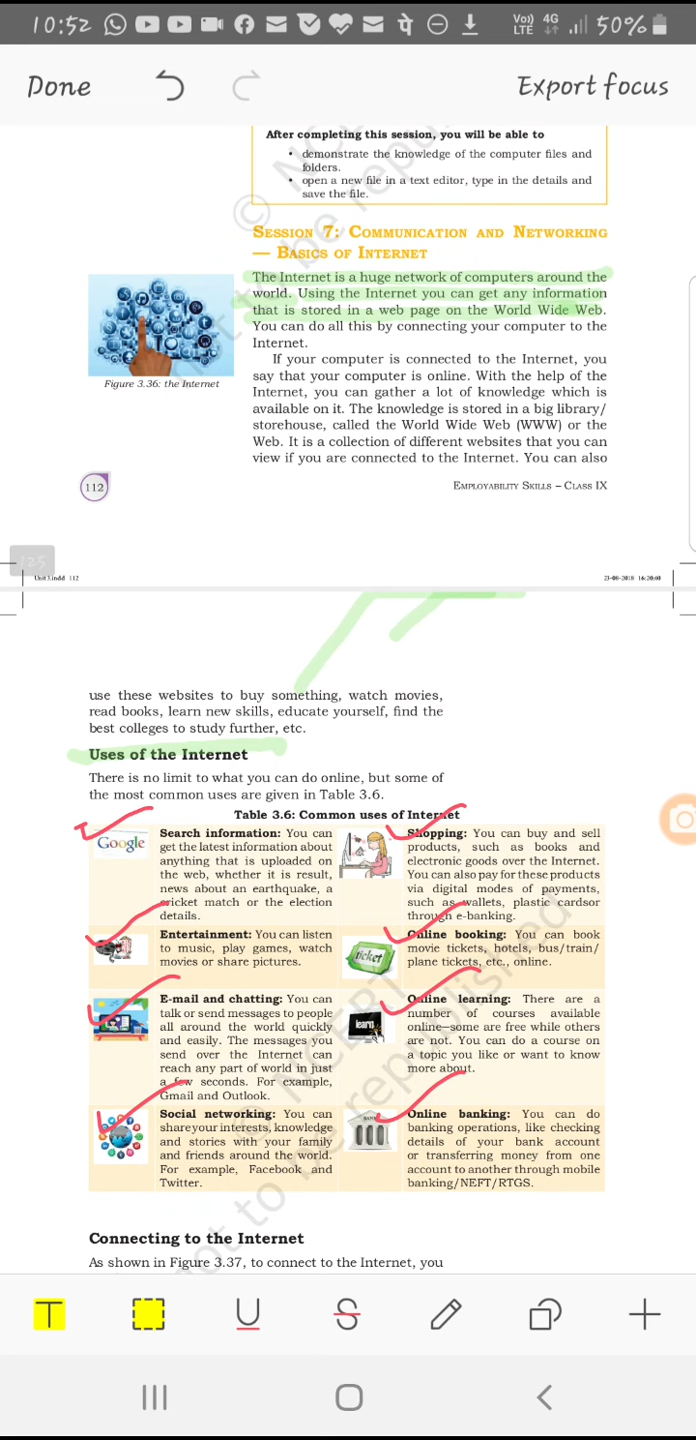 10:52
Vo)) LTE 4G 50%
Done
Export focus
After completing this session, you will be able to
• demonstrate the knowledge of the computer files and
folders.
• open a new file in a text editor, type in the details and
save the file.
SESSION 7: COMMUNICATION AND NETWORKING
— BASICS OF INTERNET
The Internet is a huge network of computers around the
world. Using the Internet you can get any information
that is stored in a web page on the World Wide Web.
You can do all this by connecting your computer to the
Internet.
Figure 3.36: the Internet
If your computer is connected to the Internet, you
say that your computer is online. With the help of the
Internet, you can gather a lot of knowledge which is
available on it. The knowledge is stored in a big library/
storehouse, called the World Wide Web (WWW) or the
Web. It is a collection of different websites that you can
view if you are connected to the Internet. You can also
112
EMPLOYABILITY SKILLS – CLASS IX
125
Unit 3.indd 112
23-08-2018 16:20:00
use these websites to buy something, watch movies,
read books, learn new skills, educate yourself, find the
best colleges to study further, etc.
Uses of the Internet
There is no limit to what you can do online, but some of
the most common uses are given in Table 3.6.
Table 3.6: Common uses of Internet
Google
Search information: You can
get the latest information about
anything that is uploaded on
the web, whether it is result,
news about an earthquake, a
cricket match or the election
details.
Shopping: You can buy and sell
products, such as books and
electronic goods over the Internet.
You can also pay for these products
via digital modes of payments,
such as wallets, plastic cardsor
through e-banking.
Entertainment: You can listen
to music, play games, watch
movies or share pictures.
ticket
Online booking: You can book
movie tickets, hotels, bus/train/
plane tickets, etc., online.
E-mail and chatting: You can
talk or send messages to people
all around the world quickly
and easily. The messages you
send over the Internet can
reach any part of world in just
a few seconds. For example,
Gmail and Outlook.
learn
Online learning: There are a
number of courses available
online—some are free while others
are not. You can do a course on
a topic you like or want to know
more about.
Social networking: You can
shareyour interests, knowledge
and stories with your family
and friends around the world.
For example, Facebook and
Twitter.
BANK
Online banking: You can do
banking operations, like checking
details of your bank account
or transferring money from one
account to another through mobile
banking/NEFT/RTGS.
© NCERT
not to be republished
Connecting to the Internet
As shown in Figure 3.37, to connect to the Internet, you